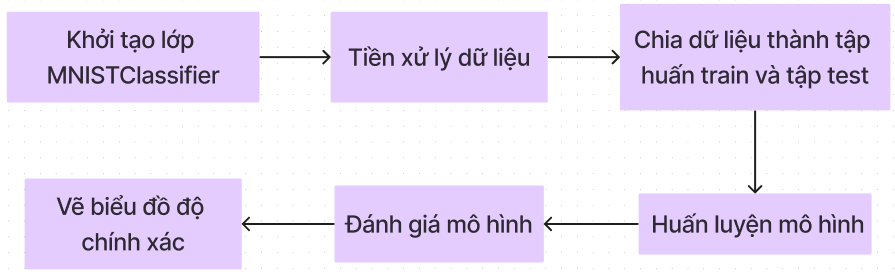 Khởi tạo lớp
MNISTClassifier
Tiền xử lý dữ liệu
Chia dữ liệu thành tập
huấn train và tập test
Huấn luyện mô hình
Đánh giá mô hình
Vẽ biểu đồ độ
chính xác